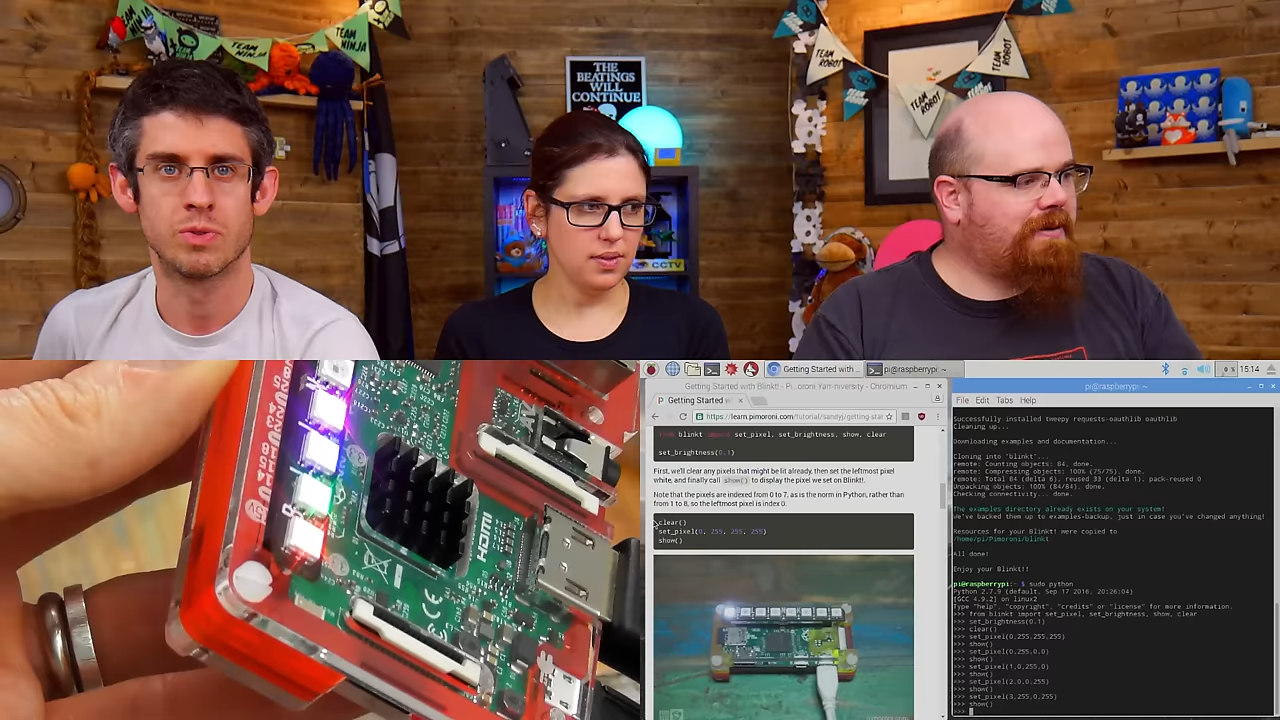 TEAM NINJA
TEAM NINJA
TEAM NINJA
THE
BEATINGS
WILL
CONTINUE
TEAM ROBOT
TEAM ROBOT
TEAM ROBOT
CCTV
HDMI
Getting Started with...
pi@raspberrypi: ~
15:14
Getting Started with Blinkt! - Pi...oroni Yarr-niversity - Chromium
Getting Started
https://learn.pimoroni.com/tutorial/sandyj/getting-star
from blinkt import set_pixel, set_brightness, show, clear
set_brightness(0.1)
First, we'll clear any pixels that might be lit already, then set the leftmost pixel
white, and finally call show() to display the pixel we set on Blinkt!.
Note that the pixels are indexed from 0 to 7, as is the norm in Python, rather than
from 1 to 8, so the leftmost pixel is index 0.
clear()
set_pixel(0, 255, 255, 255)
show()
pi@raspberrypi: ~
File Edit Tabs Help
Successfully installed tweepy requests-oauthlib oauthlib
Cleaning up...
Downloading examples and documentation...
Cloning into 'blinkt'...
remote: Counting objects: 84, done.
remote: Compressing objects: 100% (75/75), done.
remote: Total 84 (delta 6), reused 33 (delta 1), pack-reused 0
Unpacking objects: 100% (84/84), done.
Checking connectivity... done.
The examples directory already exists on your system!
We've backed them up to examples-backup, just in case you've changed anything!
Resources for your Blinkt! were copied to
/home/pi/Pimoroni/blinkt
All done!
Enjoy your Blinkt!!
pi@raspberrypi:~ $ sudo python
Python 2.7.9 (default, Sep 17 2016, 20:26:04)
[GCC 4.9.2] on linux2
Type "help", "copyright", "credits" or "license" for more information.
>>> from blinkt import set_pixel, set_brightness, show, clear
>>> set_brightness(0.1)
>>> clear()
>>> set_pixel(0,255,255,255)
>>> show()
>>> set_pixel(0,255,0,0)
>>> show()
>>> set_pixel(1,0,255,0)
>>> show()
>>> set_pixel(2,0,0,255)
>>> show()
>>> set_pixel(3,255,0,255)
>>> show()
>>>